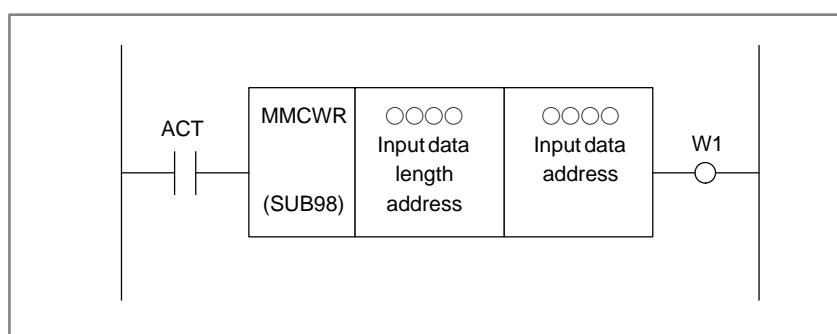 ACT
MMCWR
(SUB98)
○○○○
Input data
length
address
○○○○
Input data
address
W1